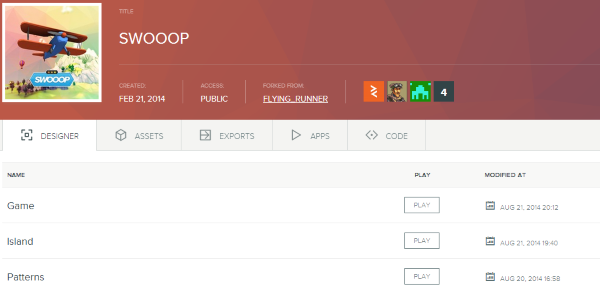 TITLE
SWOOOP
SWOOOP
CREATED: ACCESS: FORKED FROM:
FEB 21, 2014 PUBLIC FLYING_RUNNER 4
DESIGNER ASSETS EXPORTS APPS CODE
NAME PLAY MODIFIED AT
Game PLAY AUG 21, 2014 20:12
Island PLAY AUG 21, 2014 19:40
Patterns PLAY AUG 20, 2014 16:58